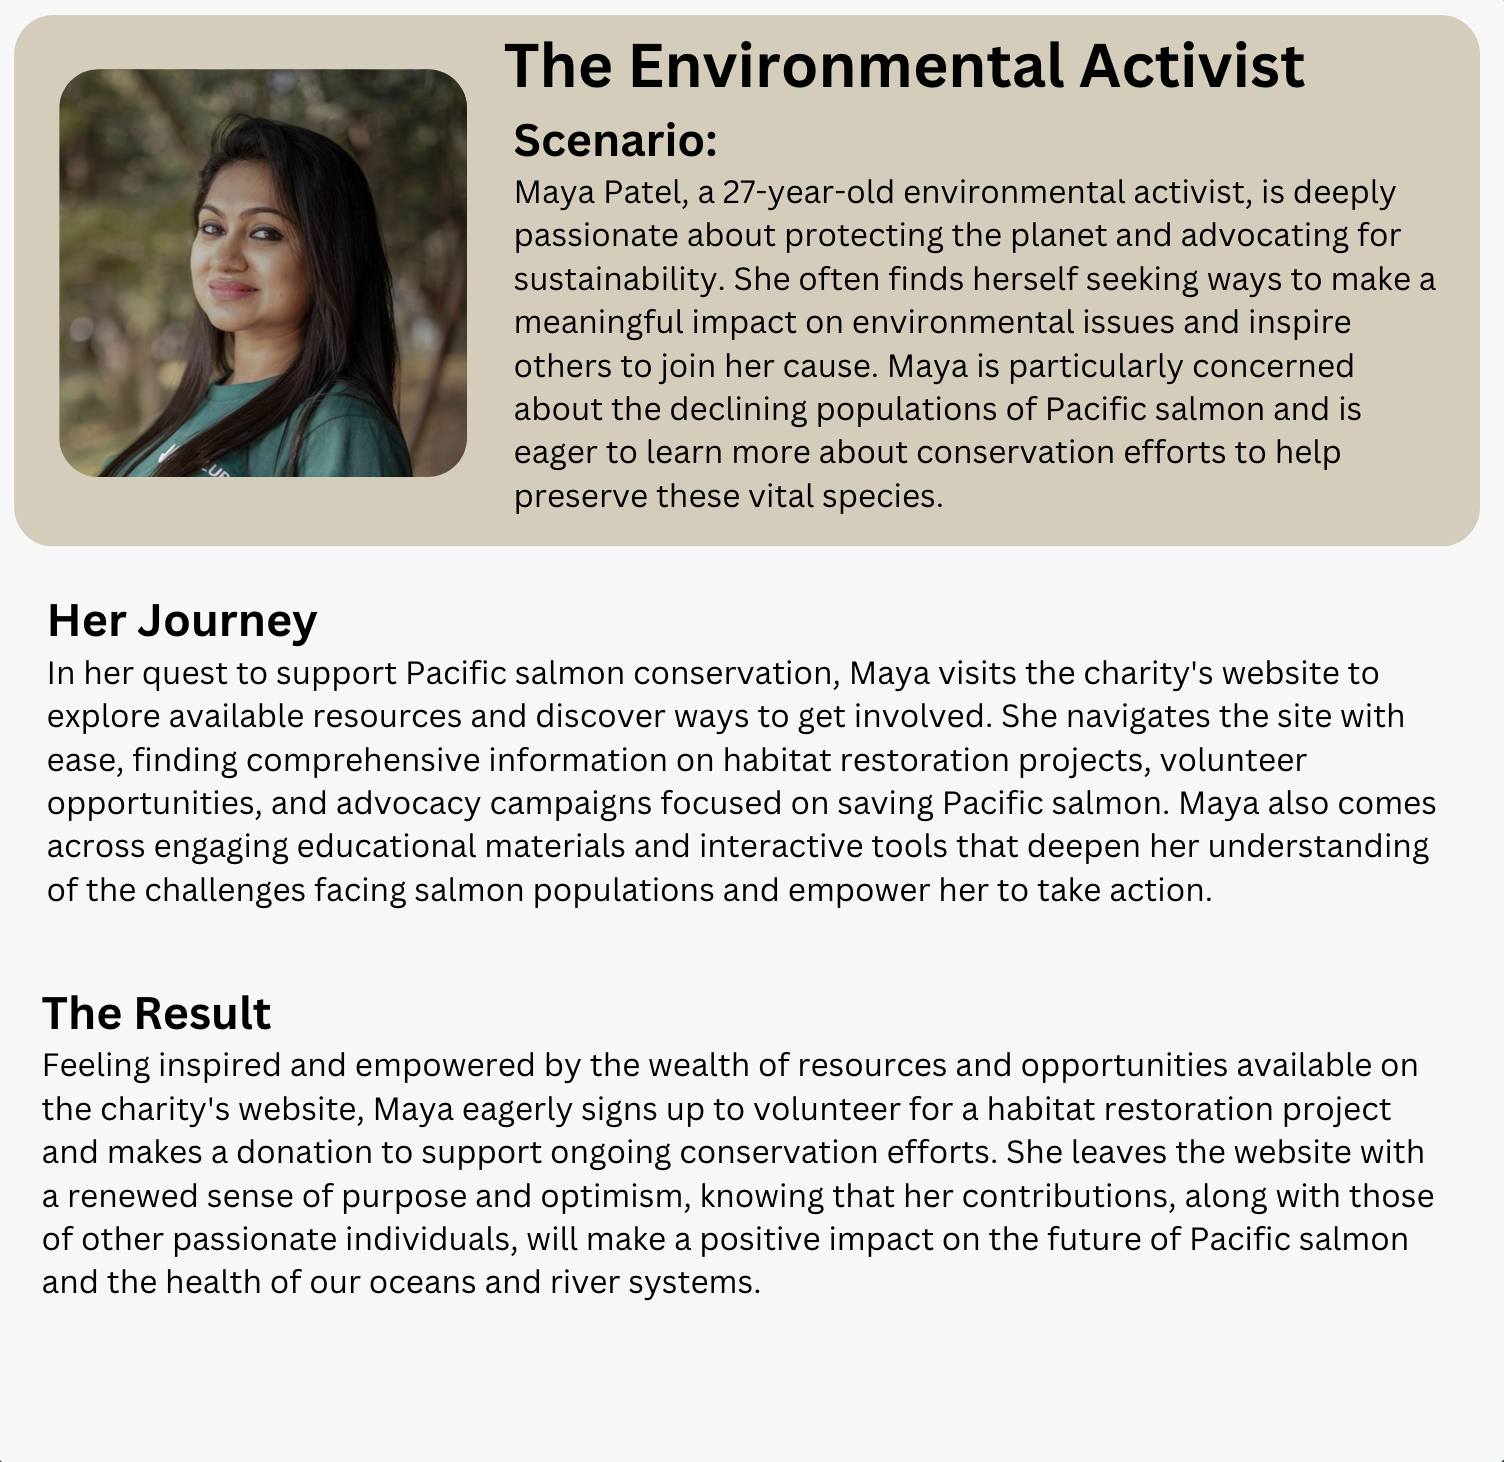 The Environmental Activist
Scenario:
Maya Patel, a 27-year-old environmental activist, is deeply
passionate about protecting the planet and advocating for
sustainability. She often finds herself seeking ways to make a
meaningful impact on environmental issues and inspire
others to join her cause. Maya is particularly concerned
about the declining populations of Pacific salmon and is
eager to learn more about conservation efforts to help
preserve these vital species.
Her Journey
In her quest to support Pacific salmon conservation, Maya visits the charity's website to
explore available resources and discover ways to get involved. She navigates the site with
ease, finding comprehensive information on habitat restoration projects, volunteer
opportunities, and advocacy campaigns focused on saving Pacific salmon. Maya also comes
across engaging educational materials and interactive tools that deepen her understanding
of the challenges facing salmon populations and empower her to take action.
The Result
Feeling inspired and empowered by the wealth of resources and opportunities available on
the charity's website, Maya eagerly signs up to volunteer for a habitat restoration project
and makes a donation to support ongoing conservation efforts. She leaves the website with
a renewed sense of purpose and optimism, knowing that her contributions, along with those
of other passionate individuals, will make a positive impact on the future of Pacific salmon
and the health of our oceans and river systems.